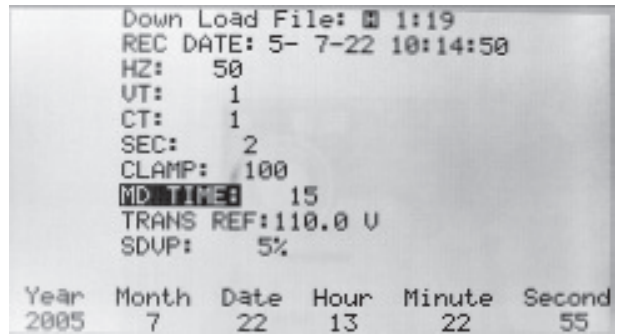 Down Load File: 1:19
REC DATE: 5- 7-22 10:14:50
HZ: 50
VT: 1
CT: 1
SEC: 2
CLAMP: 100
MD TIME: 15
TRANS REF:110.0 V
SDVP: 5%
Year Month Date Hour Minute Second
2005 7 22 13 22 55